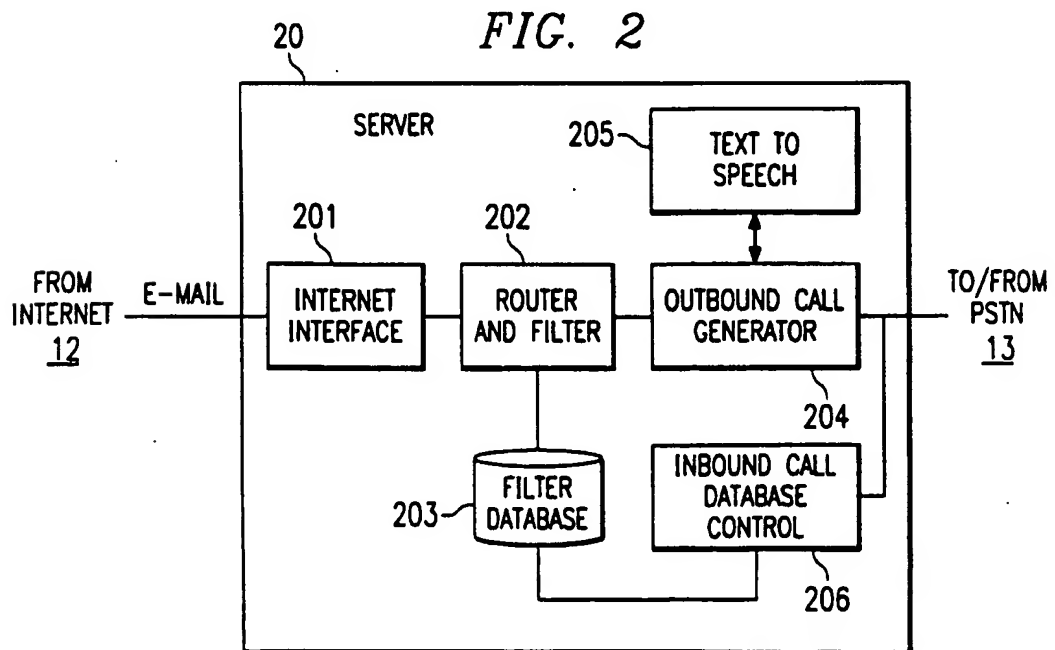 FIG. 2
20
SERVER
205
TEXT TO
SPEECH
201
202
FROM
INTERNET
12
E-MAIL
INTERNET
INTERFACE
ROUTER
AND FILTER
OUTBOUND CALL
GENERATOR
TO/FROM
PSTN
13
204
203
FILTER
DATABASE
INBOUND CALL
DATABASE
CONTROL
206